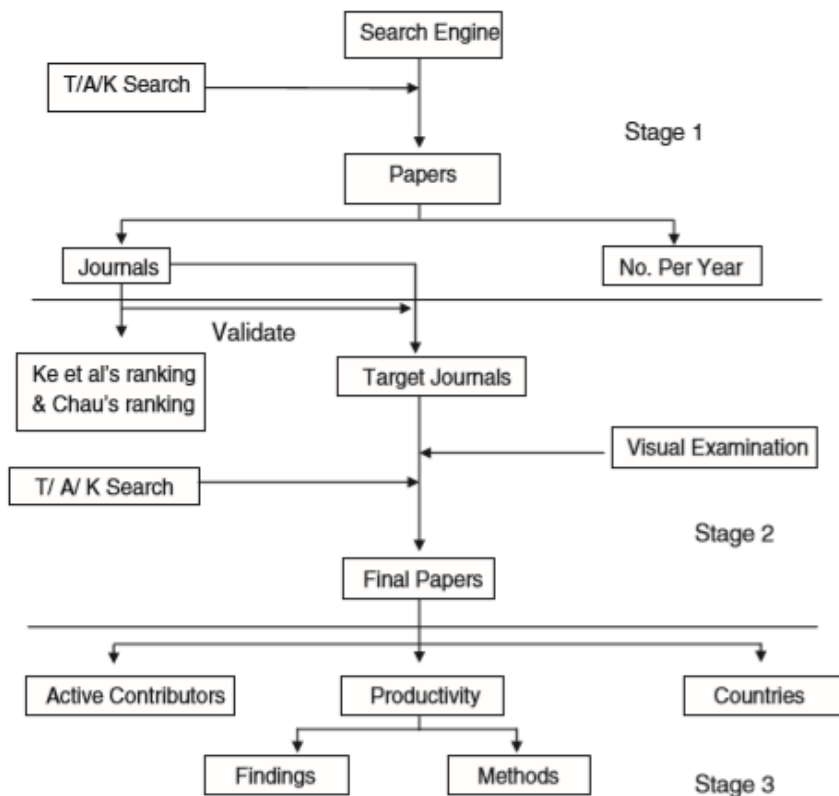 Search Engine
T/A/K Search
Stage 1
Papers
Journals
No. Per Year
Validate
Ke et al's ranking
& Chau's ranking
Target Journals
Visual Examination
T/ A/ K Search
Stage 2
Final Papers
Active Contributors
Productivity
Countries
Findings
Methods
Stage 3